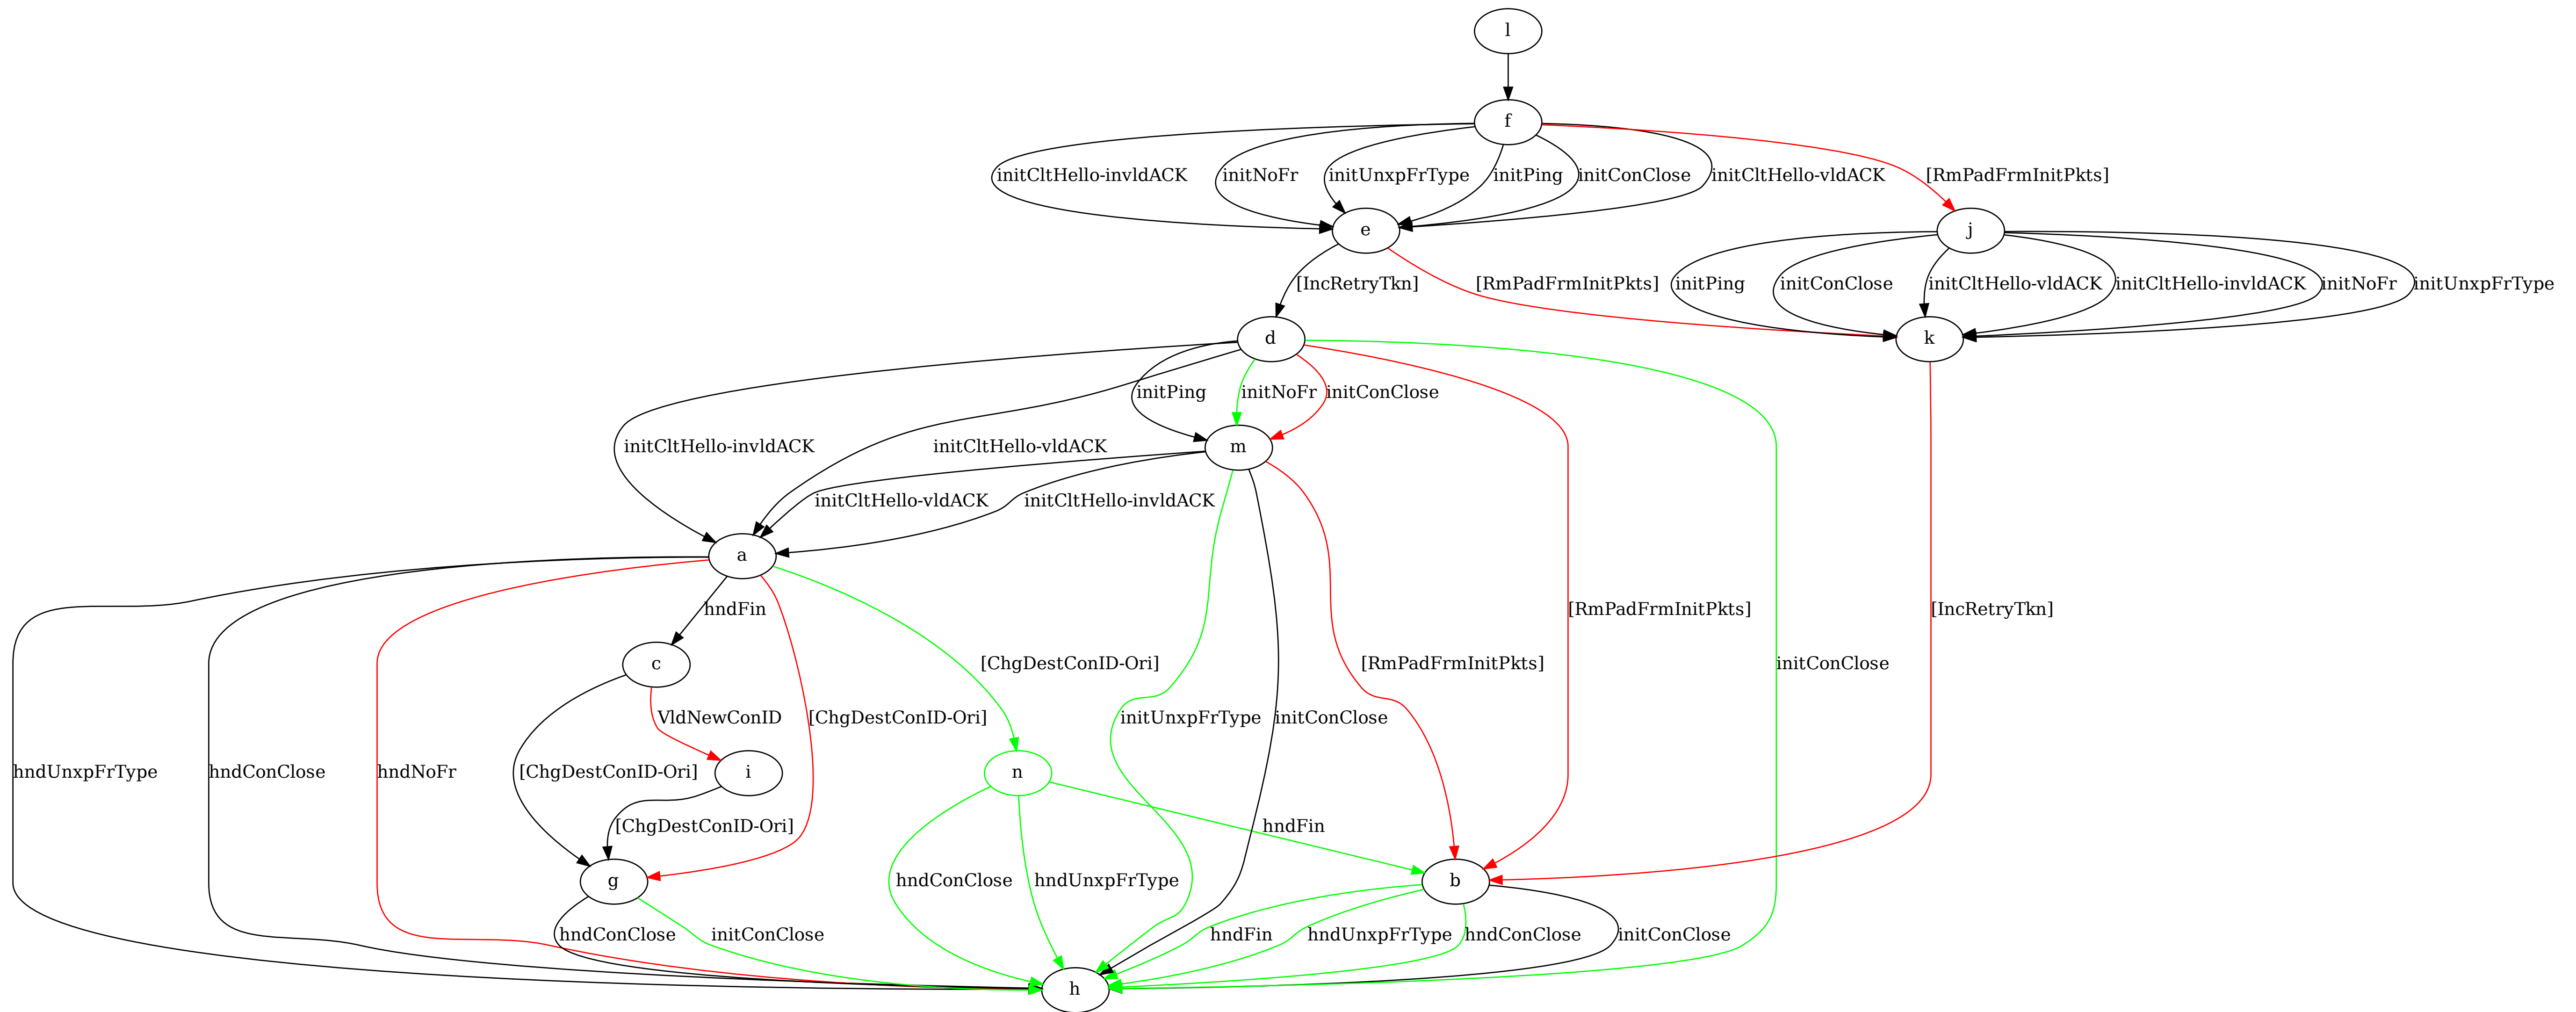 l
f
initCltHello-invldACK
initNoFr
initUnxpFrType
initPing
initConClose
initCltHello-vldACK
[RmPadFrmInitPkts]
e
j
[IncRetryTkn]
[RmPadFrmInitPkts]
initPing
initConClose
initCltHello-vldACK
initCltHello-invldACK
initNoFr
initUnxpFrType
d
k
initPing
initNoFr
initConClose
initCltHello-invldACK
initCltHello-vldACK
m
initCltHello-vldACK
initCltHello-invldACK
a
hndFin
[RmPadFrmInitPkts]
[IncRetryTkn]
c
[ChgDestConID-Ori]
[RmPadFrmInitPkts]
initConClose
VldNewConID
[ChgDestConID-Ori]
initUnxpFrType
initConClose
hndUnxpFrType
hndConClose
hndNoFr
[ChgDestConID-Ori]
i
n
[ChgDestConID-Ori]
hndFin
g
hndConClose
hndUnxpFrType
b
hndConClose
initConClose
hndFin
hndUnxpFrType
hndConClose
initConClose
h